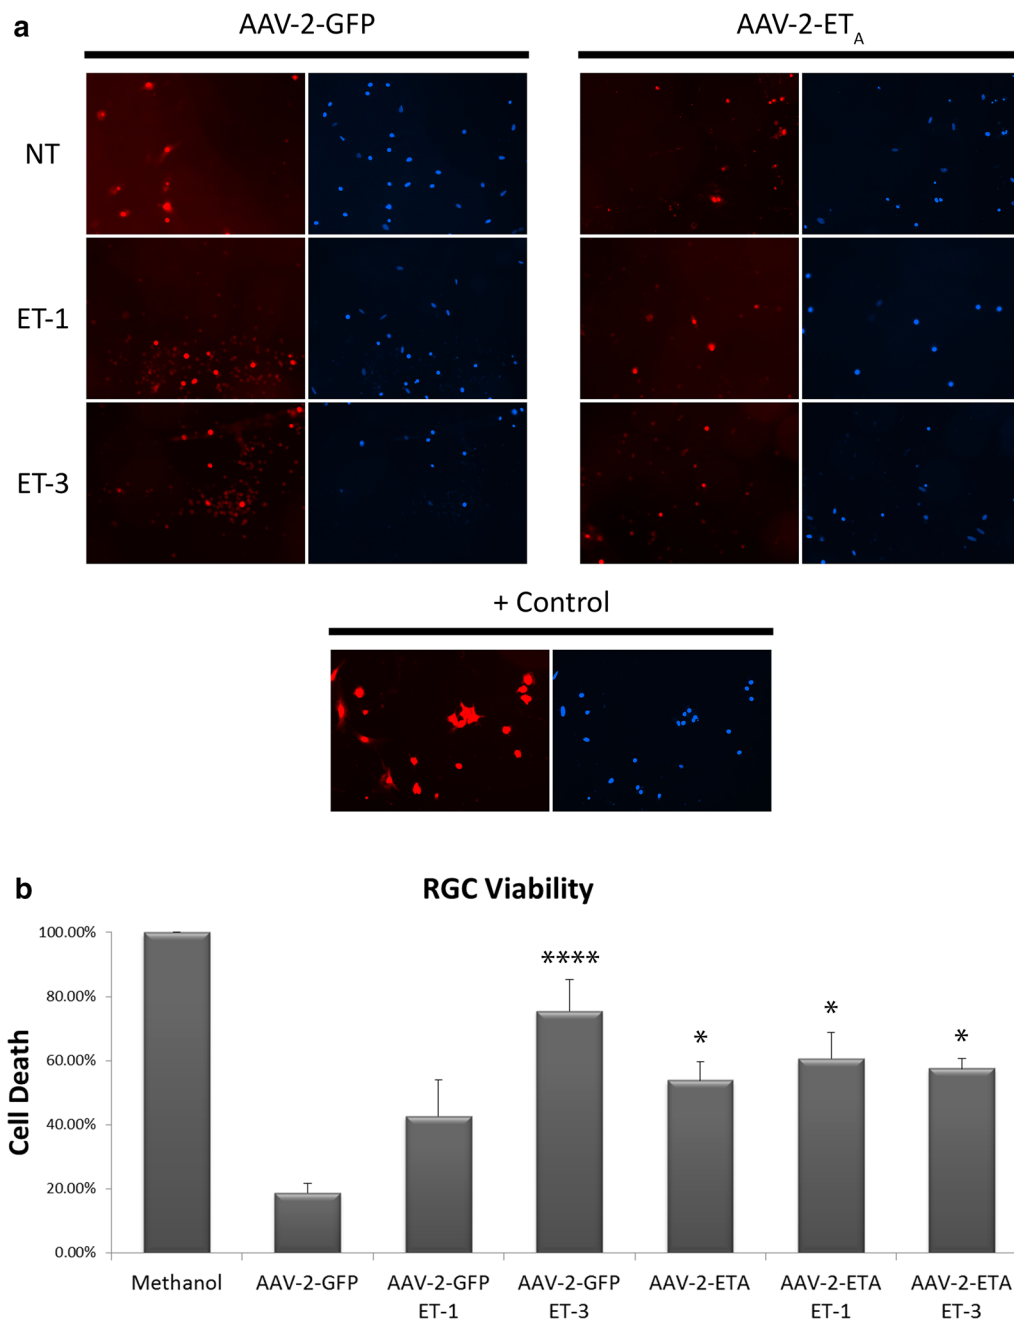 a
AAV-2-GFP
AAV-2-ETA
NT
ET-1
ET-3
+ Control
b
RGC Viability
Cell Death
100.00%
80.00%
60.00%
40.00%
20.00%
0.00%
****
*
*
*
Methanol
AAV-2-GFP
AAV-2-GFP
ET-1
AAV-2-GFP
ET-3
AAV-2-ETA
AAV-2-ETA
ET-1
AAV-2-ETA
ET-3